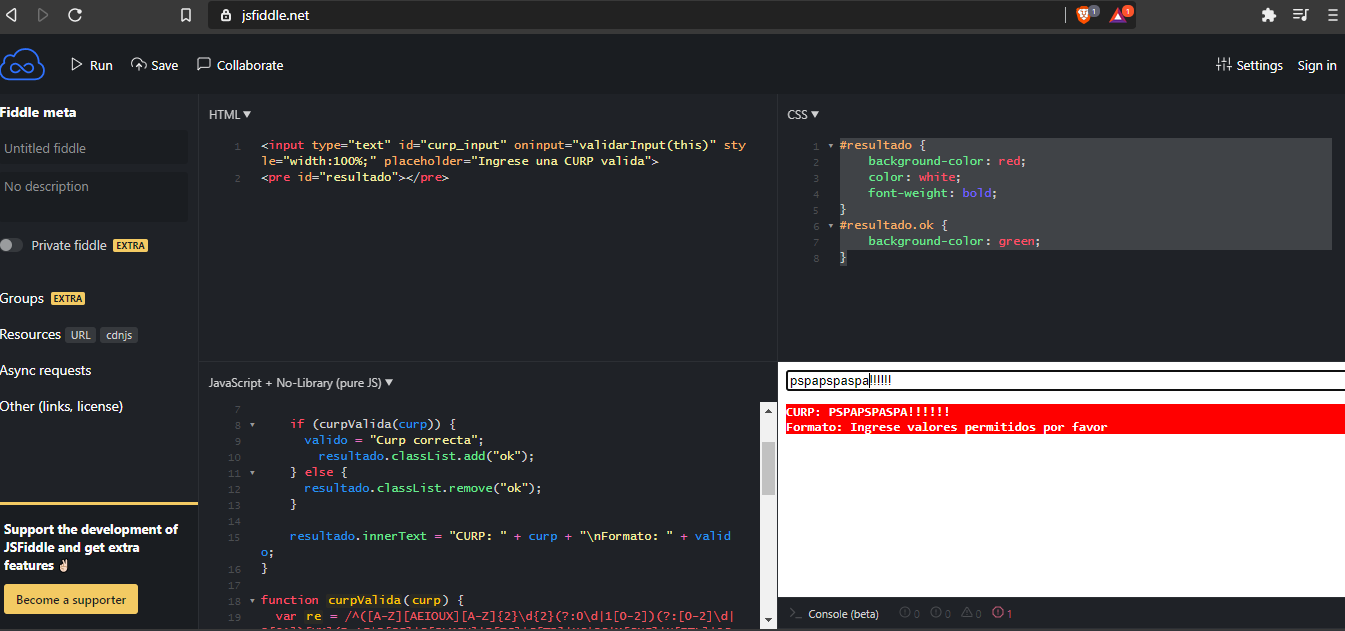 jsfiddle.net
1
1
Run
Save
Collaborate
Settings
Sign in
Fiddle meta
Untitled fiddle
No description
Private fiddle EXTRA
Groups EXTRA
Resources URL cdnjs
Async requests
Other (links, license)
Support the development of
JSFiddle and get extra
features ✌
Become a supporter
HTML ▼
1 <input type="text" id="curp_input" oninput="validarInput(this)" sty
le="width:100%;" placeholder="Ingrese una CURP valida">
2 <pre id="resultado"></pre>
CSS ▼
1 #resultado {
2 background-color: red;
3 color: white;
4 font-weight: bold;
5 }
6 #resultado.ok {
7 background-color: green;
8 }
JavaScript + No-Library (pure JS) ▼
7
8 if (curpValida(curp)) {
9 valido = "Curp correcta";
10 resultado.classList.add("ok");
11 } else {
12 resultado.classList.remove("ok");
13 }
14
15 resultado.innerText = "CURP: " + curp + "\nFormato: " + valid
o;
16 }
17
18 function curpValida(curp) {
19 var re = /^([A-Z][AEIOUX][A-Z]{2}\d{2}(?:0\d|1[0-2])(?:[0-2]\d|
pspapspaspa!!!!!!
CURP: PSPAPSPASPA!!!!!!
Formato: Ingrese valores permitidos por favor
>_ Console (beta) 0 0 0 1